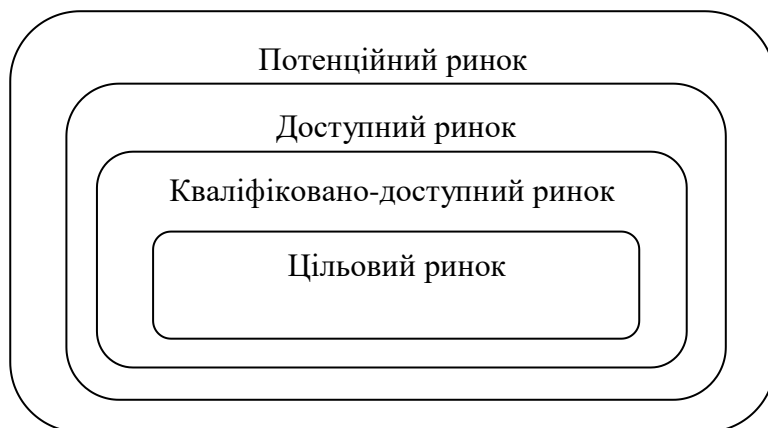 Потенційний ринок
Доступний ринок
Кваліфіковано-доступний ринок
Цільовий ринок